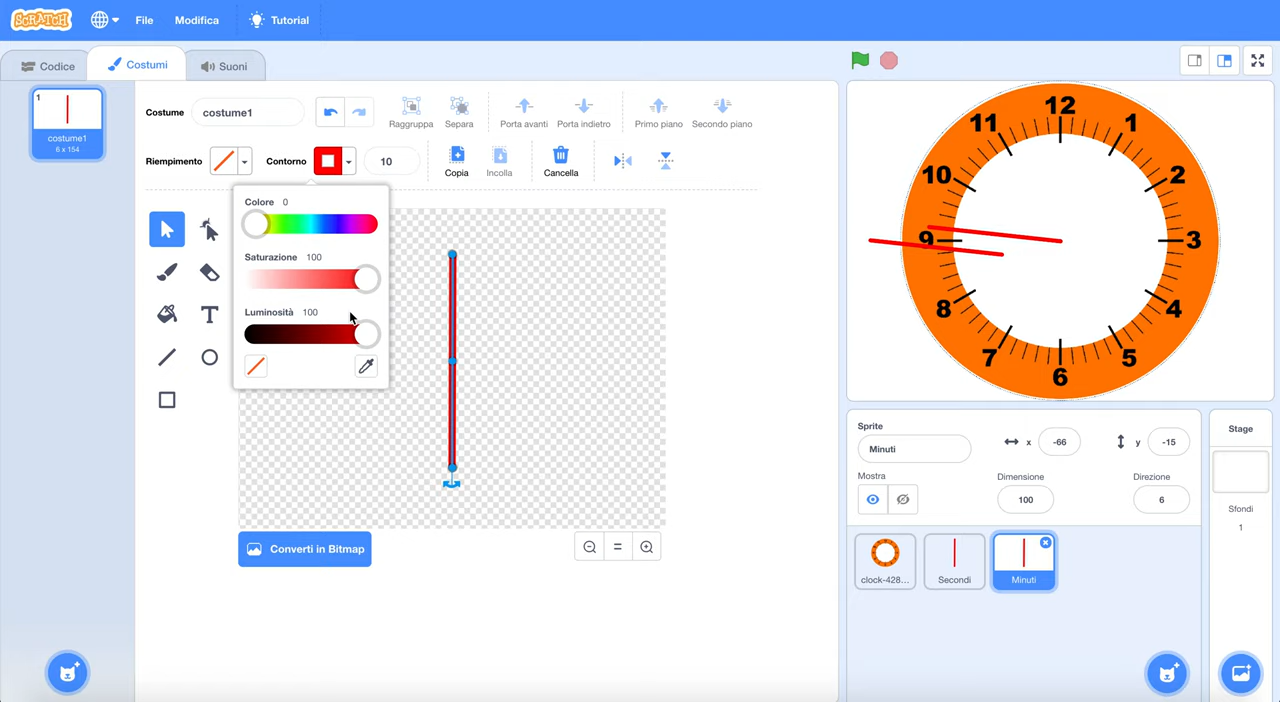 SCRATCH File Modifica Tutorial
Codice Costumi Suoni
1
costume1
6 x 154
Costume costume1 Raggruppa Separa Porta avanti Porta indietro Primo piano Secondo piano
Riempimento Contorno 10 Copia Incolla Cancella
Colore 0
Saturazione 100
Luminosità 100
Converti in Bitmap
12
1
2
3
4
5
6
7
8
9
10
11
Sprite
Minuti x -66 y -15
Mostra Dimensione Direzione
100 6
clock-428... Secondi Minuti
Stage
Sfondi
1